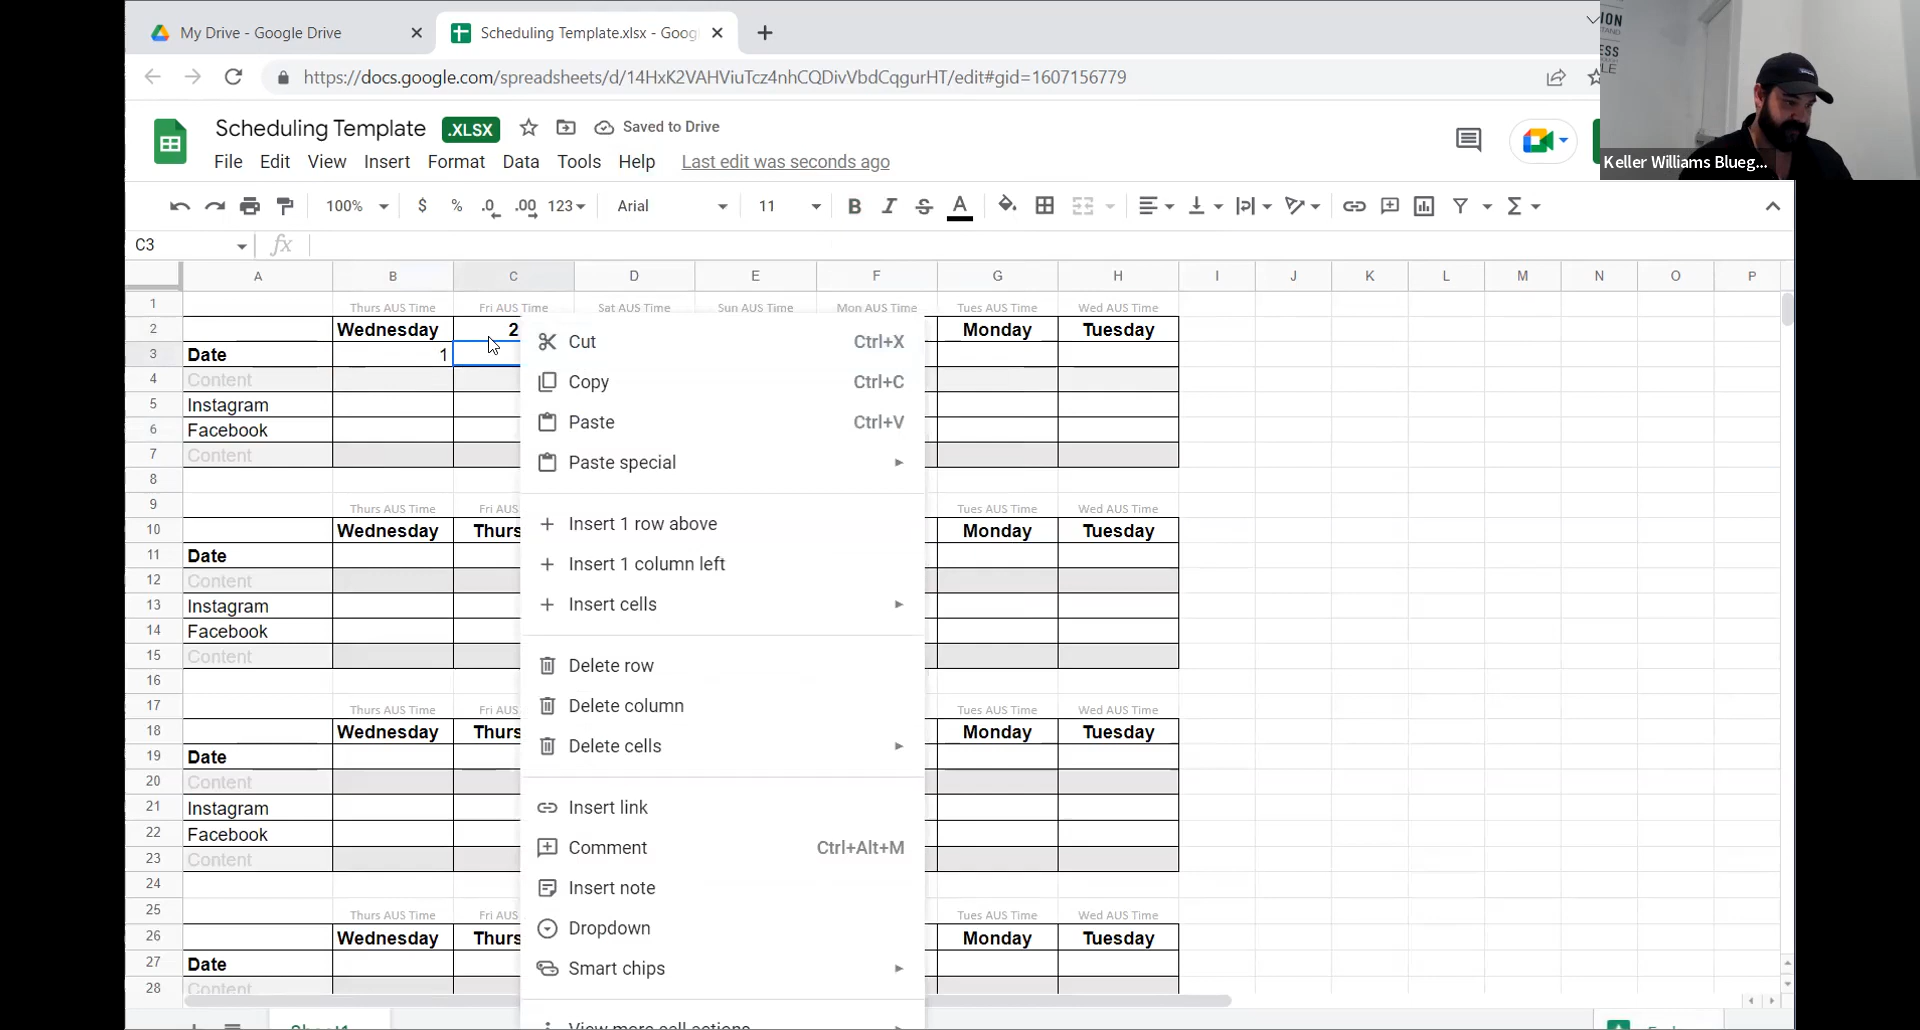 My Drive - Google Drive
Scheduling Template.xlsx - Goog
https://docs.google.com/spreadsheets/d/14HxK2VAHViuTcz4nhCQDivVbdCqgurHT/edit#gid=1607156779
Scheduling Template .XLSX Saved to Drive
File Edit View Insert Format Data Tools Help Last edit was seconds ago
Keller Williams Blueg...
100% $ % .0 .00 123 Arial 11 B I S A
C3 fx
A B C D E F G H I J K L M N O P
1 Thurs AUS Time Fri AUS Time Sat AUS Time Sun AUS Time Mon AUS Time Tues AUS Time Wed AUS Time
2 Wednesday 2 Monday Tuesday
3 Date 1
4 Content
5 Instagram
6 Facebook
7 Content
8
9 Thurs AUS Time Fri AUS Tues AUS Time Wed AUS Time
10 Wednesday Thurs Monday Tuesday
11 Date
12 Content
13 Instagram
14 Facebook
15 Content
16
17 Thurs AUS Time Fri AUS Tues AUS Time Wed AUS Time
18 Wednesday Thurs Monday Tuesday
19 Date
20 Content
21 Instagram
22 Facebook
23 Content
24
25 Thurs AUS Time Fri AUS Tues AUS Time Wed AUS Time
26 Wednesday Thurs Monday Tuesday
27 Date
28 Content
Cut Ctrl+X
Copy Ctrl+C
Paste Ctrl+V
Paste special
Insert 1 row above
Insert 1 column left
Insert cells
Delete row
Delete column
Delete cells
Insert link
Comment Ctrl+Alt+M
Insert note
Dropdown
Smart chips
View more cell actions
Sheet1